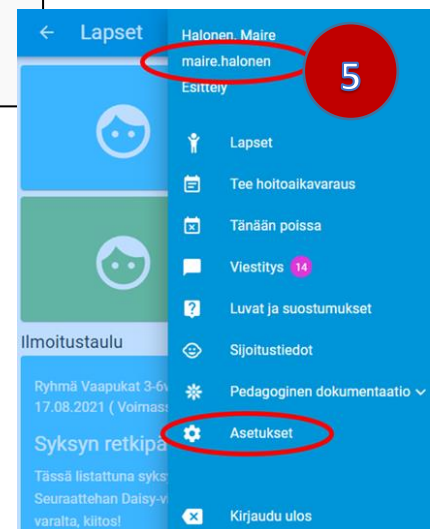 Lapset
Halonen, Maire
maire.halonen
Esittely
5
Lapset
Tee hoitoaikavaraus
Tänään poissa
Viestitys 14
Luvat ja suostumukset
Sijoitustiedot
Pedagoginen dokumentaatio
Asetukset
Kirjaudu ulos
Ilmoitustaulu
Ryhmä Vaapukat 3-6v
17.08.2021 ( Voimass
Syksyn retkipä
Tässä listattuna syks
Seuraattehan Daisy-v
varalta, kiitos!